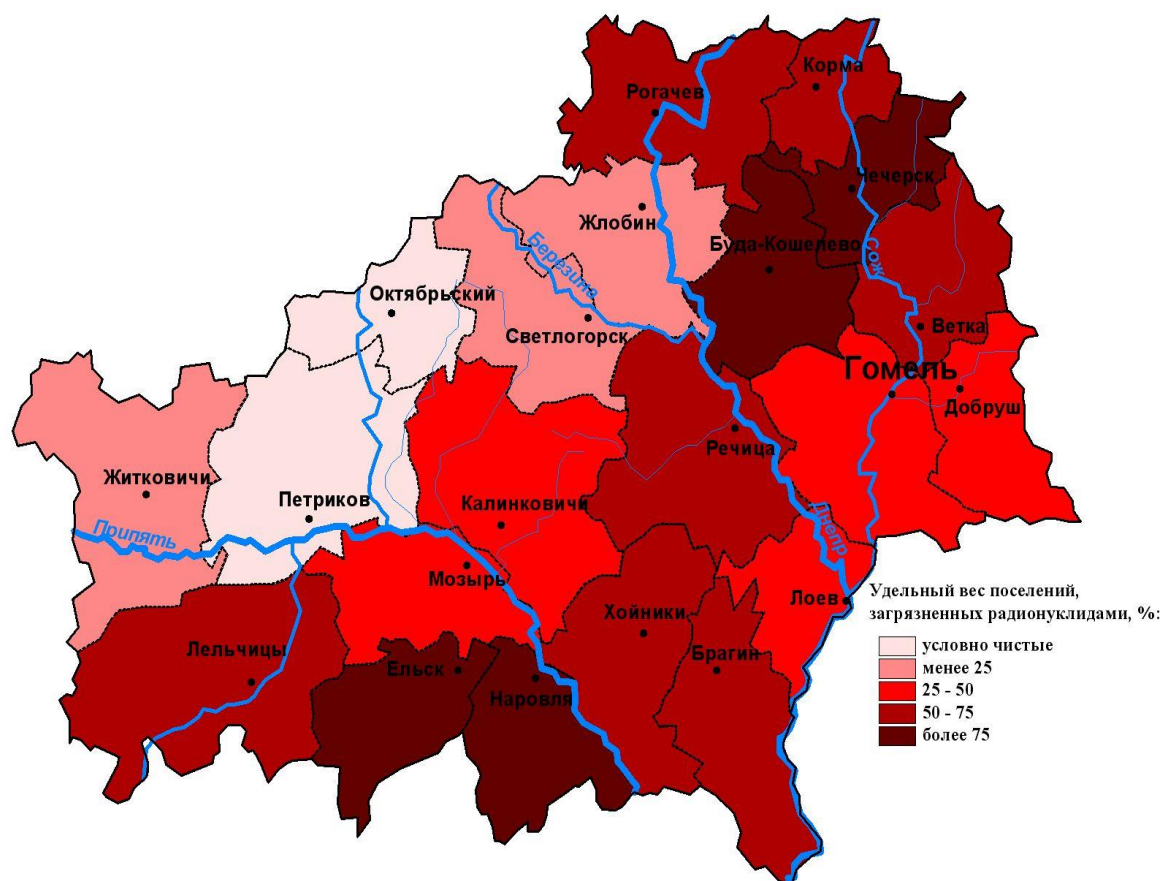 Корма
Рогачев
Чечерск
Жлобин
Буда-Кошелево
Березина
Сож
Октябрьский
Светлогорск
Ветка
Гомель
Добруш
Речица
Житковичи
Петриков
Калинковичи
Припять
Днепр
Мозырь
Лоев
Хойники
Лельчицы
Ельск
Брагин
Наровля
Удельный вес поселений,
загрязненных радионуклидами, %:
условно чистые
менее 25
25 - 50
50 - 75
более 75